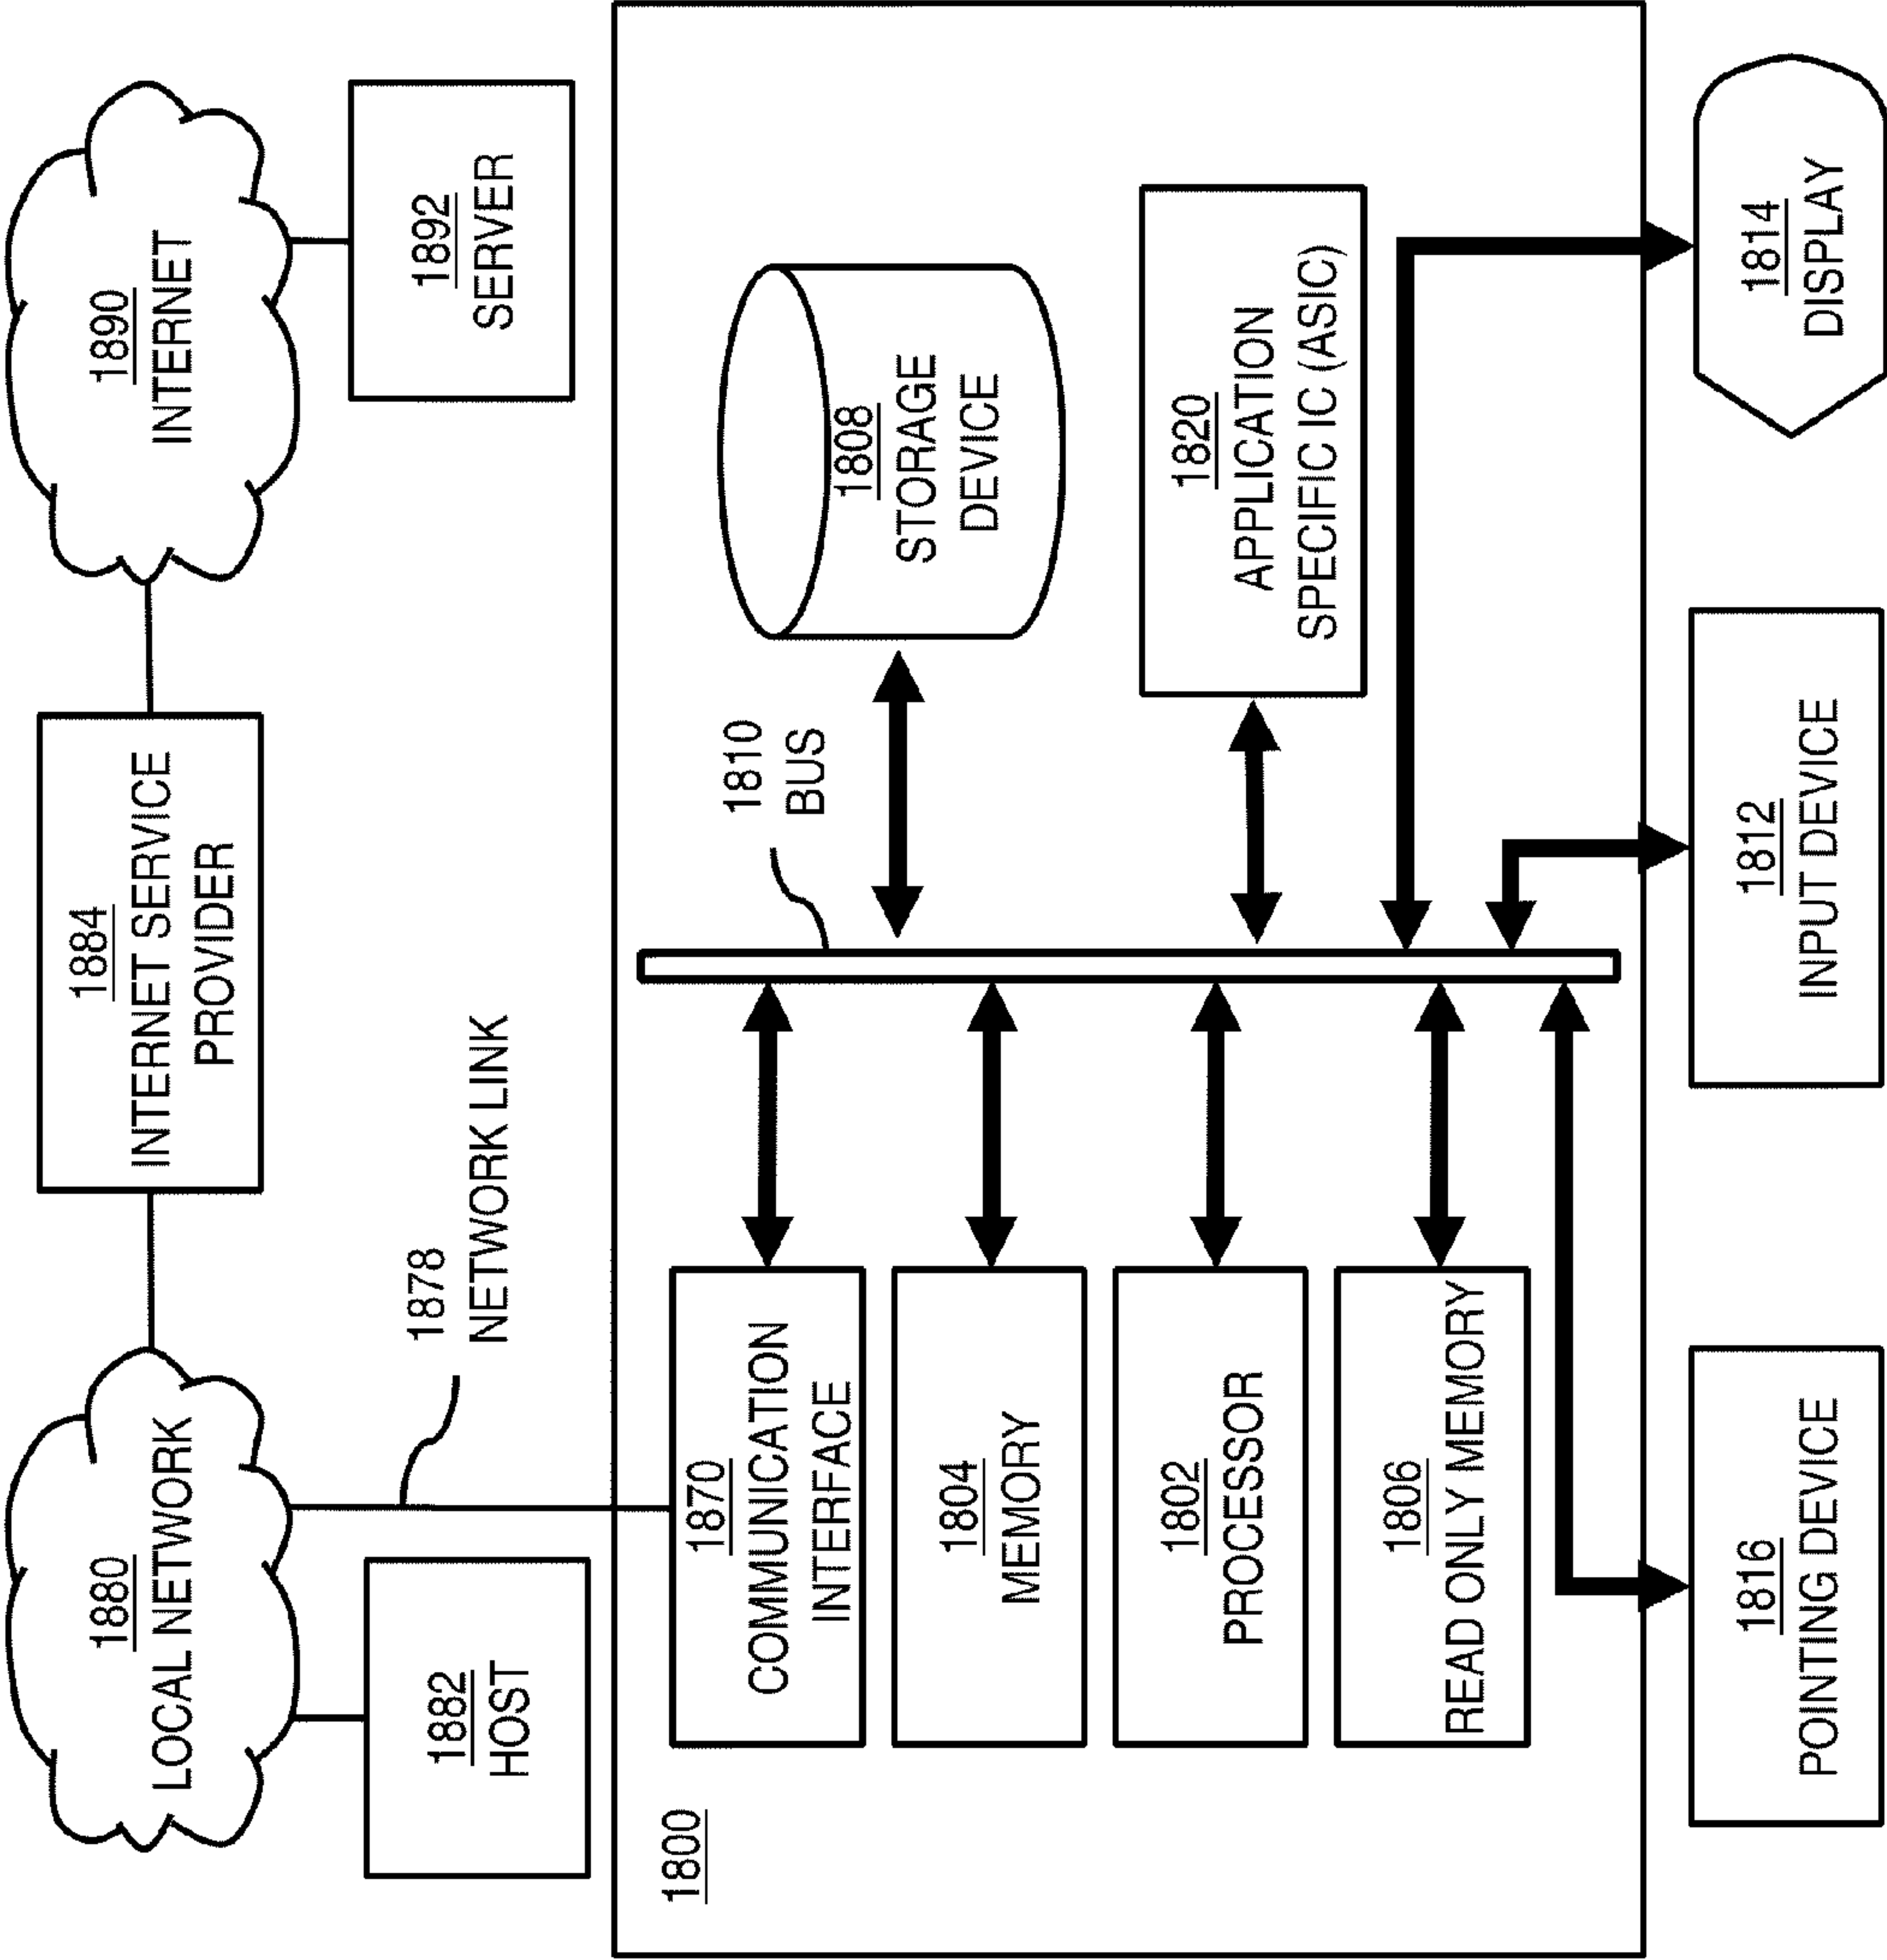 1880
LOCAL NETWORK
1884
INTERNET SERVICE
PROVIDER
1890
INTERNET
1882
HOST
1878
NETWORK LINK
1892
SERVER
1800
1870
COMMUNICATION
INTERFACE
1804
MEMORY
1802
PROCESSOR
1806
READ ONLY MEMORY
1810
BUS
1808
STORAGE
DEVICE
1820
APPLICATION
SPECIFIC IC (ASIC)
1816
POINTING DEVICE
1812
INPUT DEVICE
1814
DISPLAY